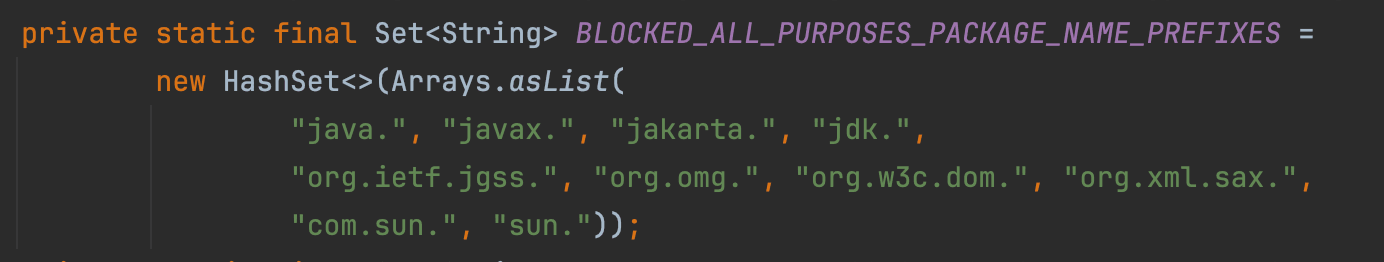 private static final Set<String> BLOCKED_ALL_PURPOSES_PACKAGE_NAME_PREFIXES =
new HashSet<>(Arrays.asList(
"java.", "javax.", "jakarta.", "jdk.",
"org.ietf.jgss.", "org.omg.", "org.w3c.dom.", "org.xml.sax.",
"com.sun.", "sun."));